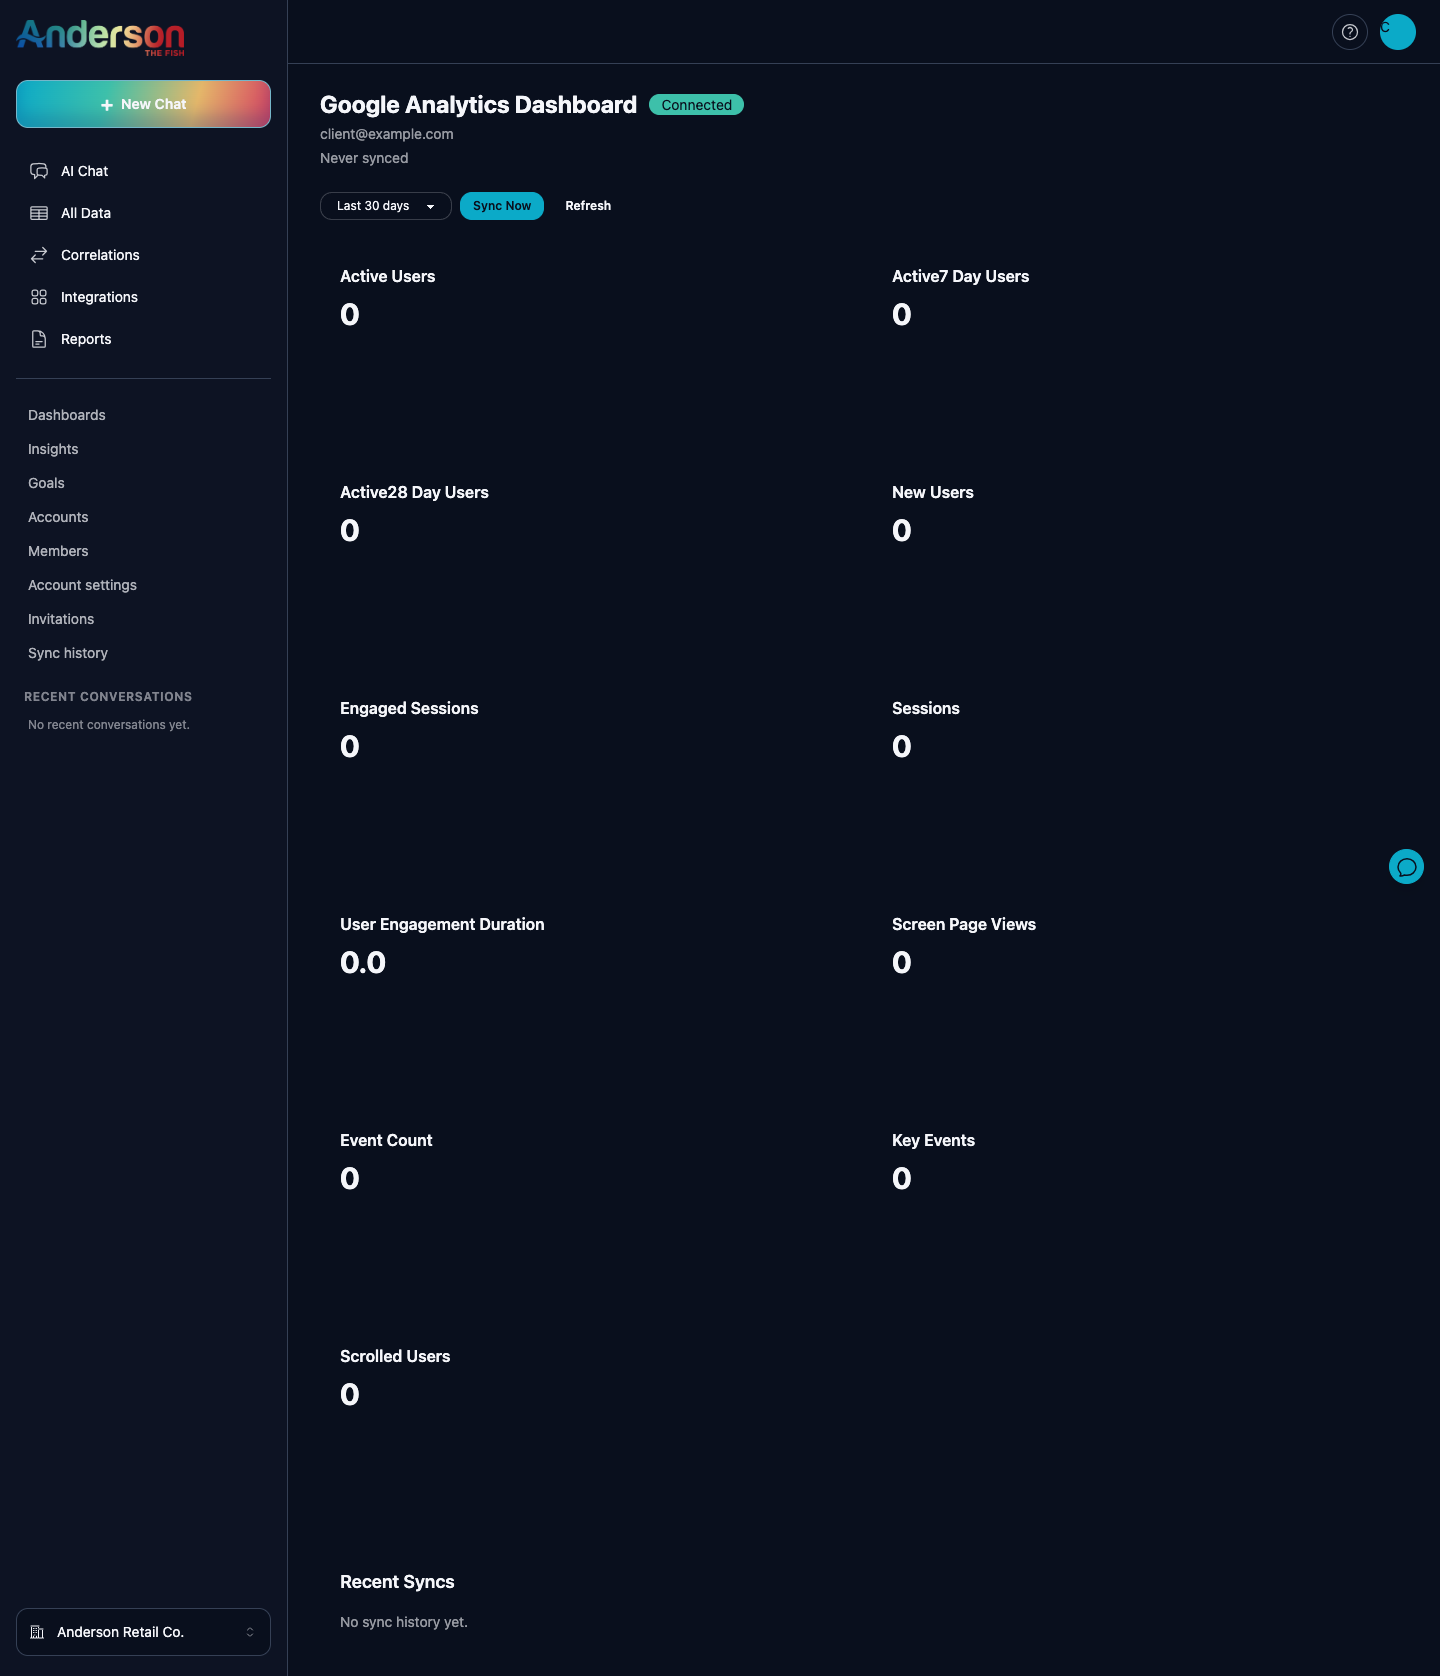 Anderson
THE FISH
New Chat
AI Chat
All Data
Correlations
Integrations
Reports
Dashboards
Insights
Goals
Accounts
Members
Account settings
Invitations
Sync history
RECENT CONVERSATIONS
No recent conversations yet.
Anderson Retail Co.
C
Google Analytics Dashboard
Connected
client@example.com
Never synced
Last 30 days
Sync Now
Refresh
Active Users
0
Active7 Day Users
0
Active28 Day Users
0
New Users
0
Engaged Sessions
0
Sessions
0
User Engagement Duration
0.0
Screen Page Views
0
Event Count
0
Key Events
0
Scrolled Users
0
Recent Syncs
No sync history yet.